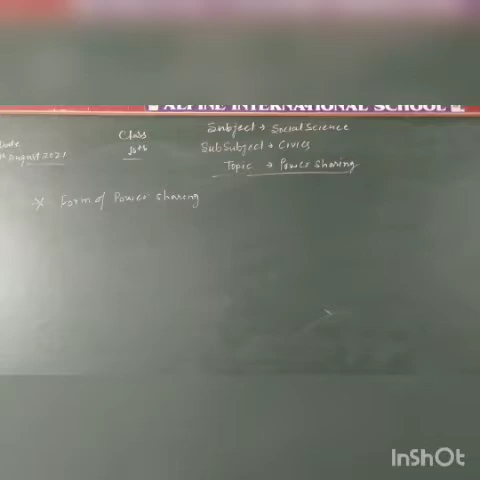 ALPINE INTERNATIONAL SCHOOL
Subject → Social Science
Class
10th
SubSubject → Civics
Date
August 2021
Topic → Power sharing
* Form of Power sharing
InShOt